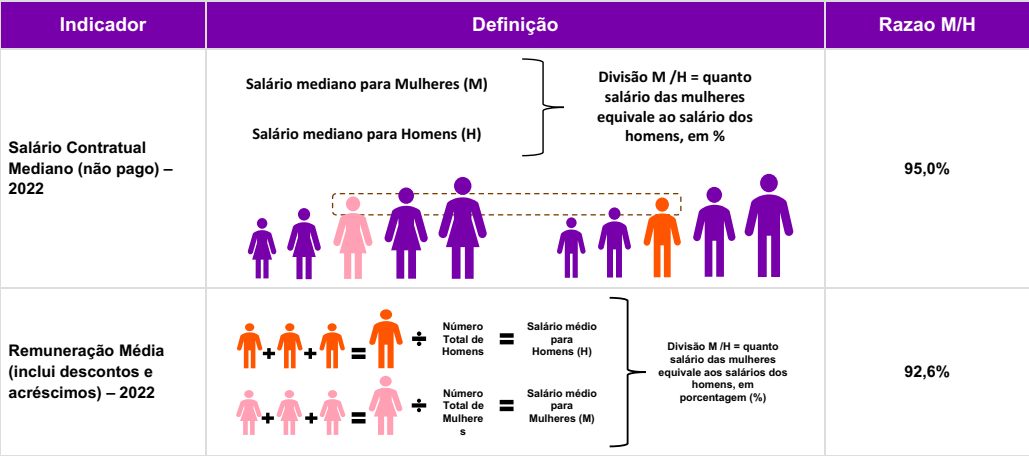 Indicador
Definição
Razao M/H
Salário Contratual
Mediano (não pago) –
2022
Salário mediano para Mulheres (M)
Salário mediano para Homens (H)
Divisão M /H = quanto
salário das mulheres
equivale ao salário dos
homens, em %
95,0%
Remuneração Média
(inclui descontos e
acréscimos) – 2022
+ + = ÷
Número
Total de
Homens
=
Salário médio
para
Homens (H)
+ + = ÷
Número
Total de
Mulhere
s
=
Salário médio
para
Mulheres (M)
Divisão M /H = quanto
salário das mulheres
equivale aos salários dos
homens, em
porcentagem (%)
92,6%